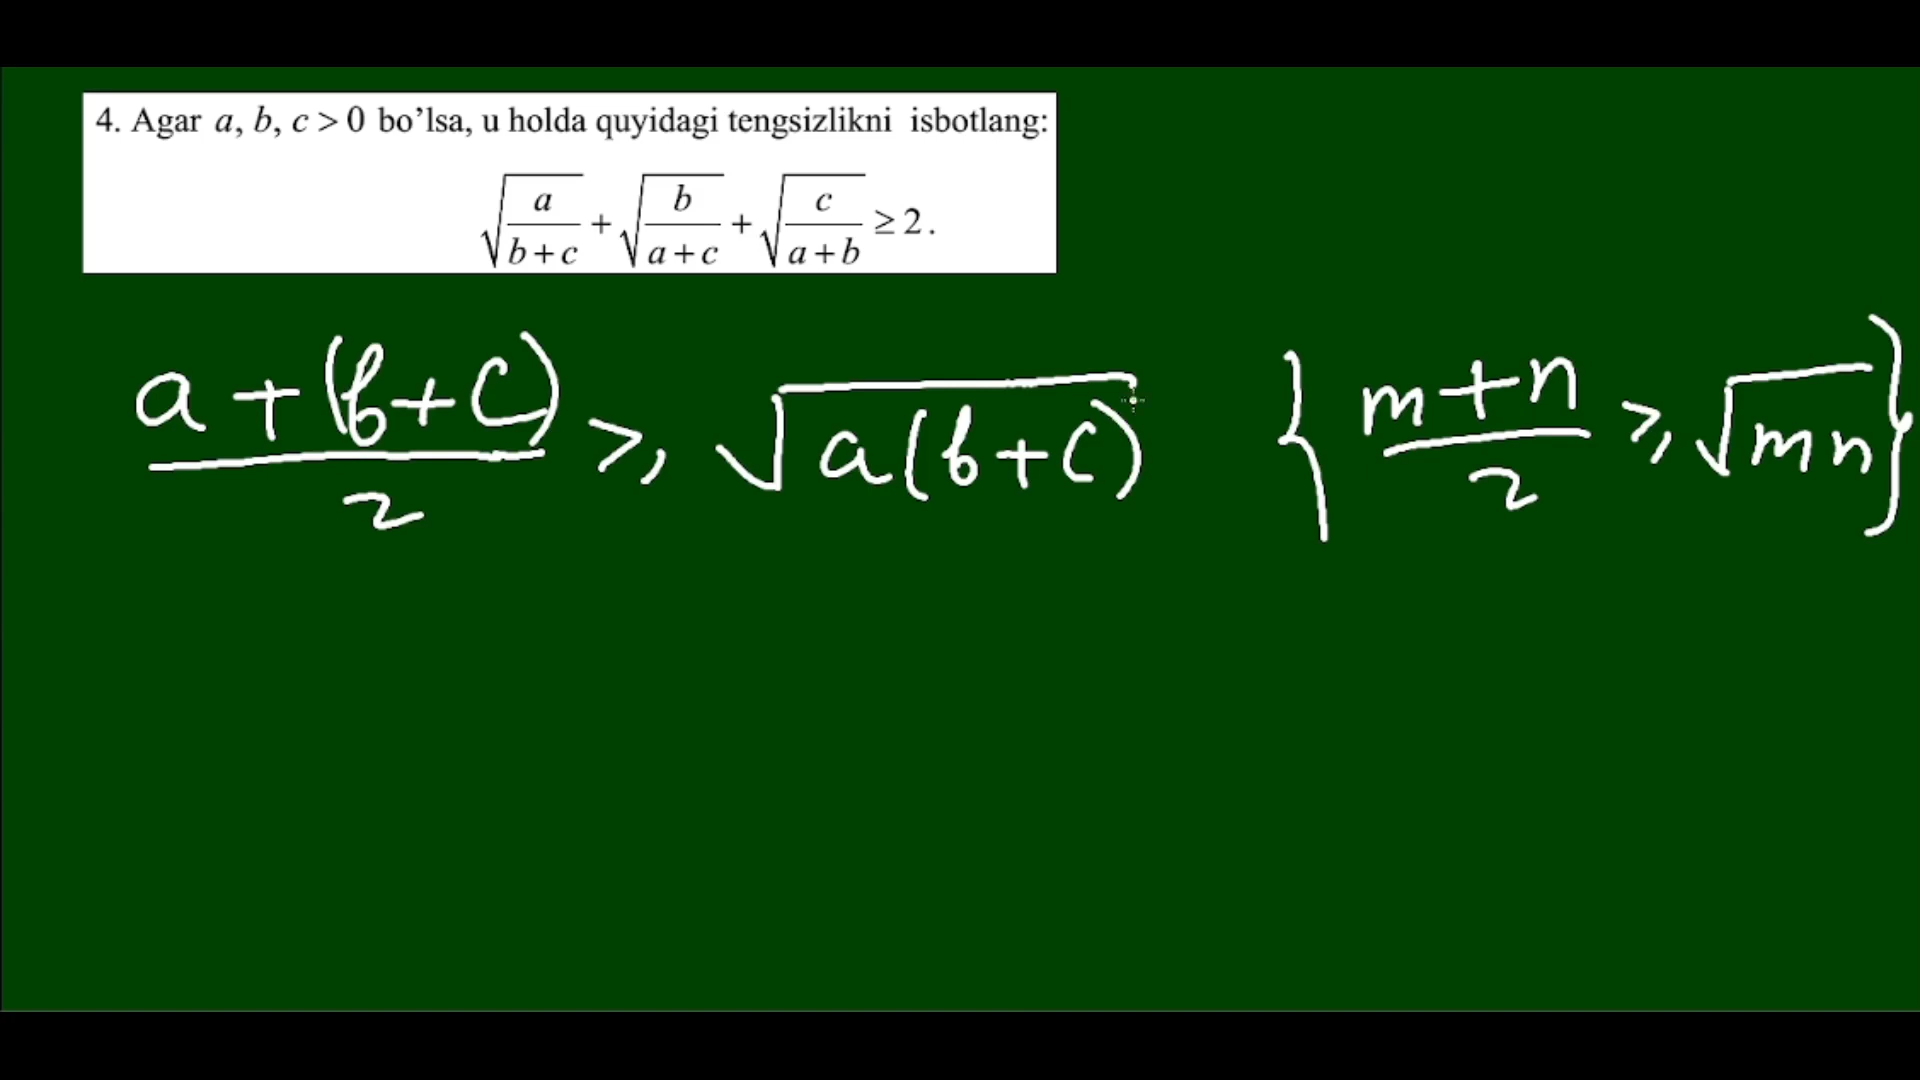 4. Agar a, b, c > 0 bo’lsa, u holda quyidagi tengsizlikni isbotlang:
√(a/(b+c)) + √(b/(a+c)) + √(c/(a+b)) ≥ 2.
(a+(b+c))/2 ≥ √(a(b+c)) { (m+n)/2 ≥ √(mn) }